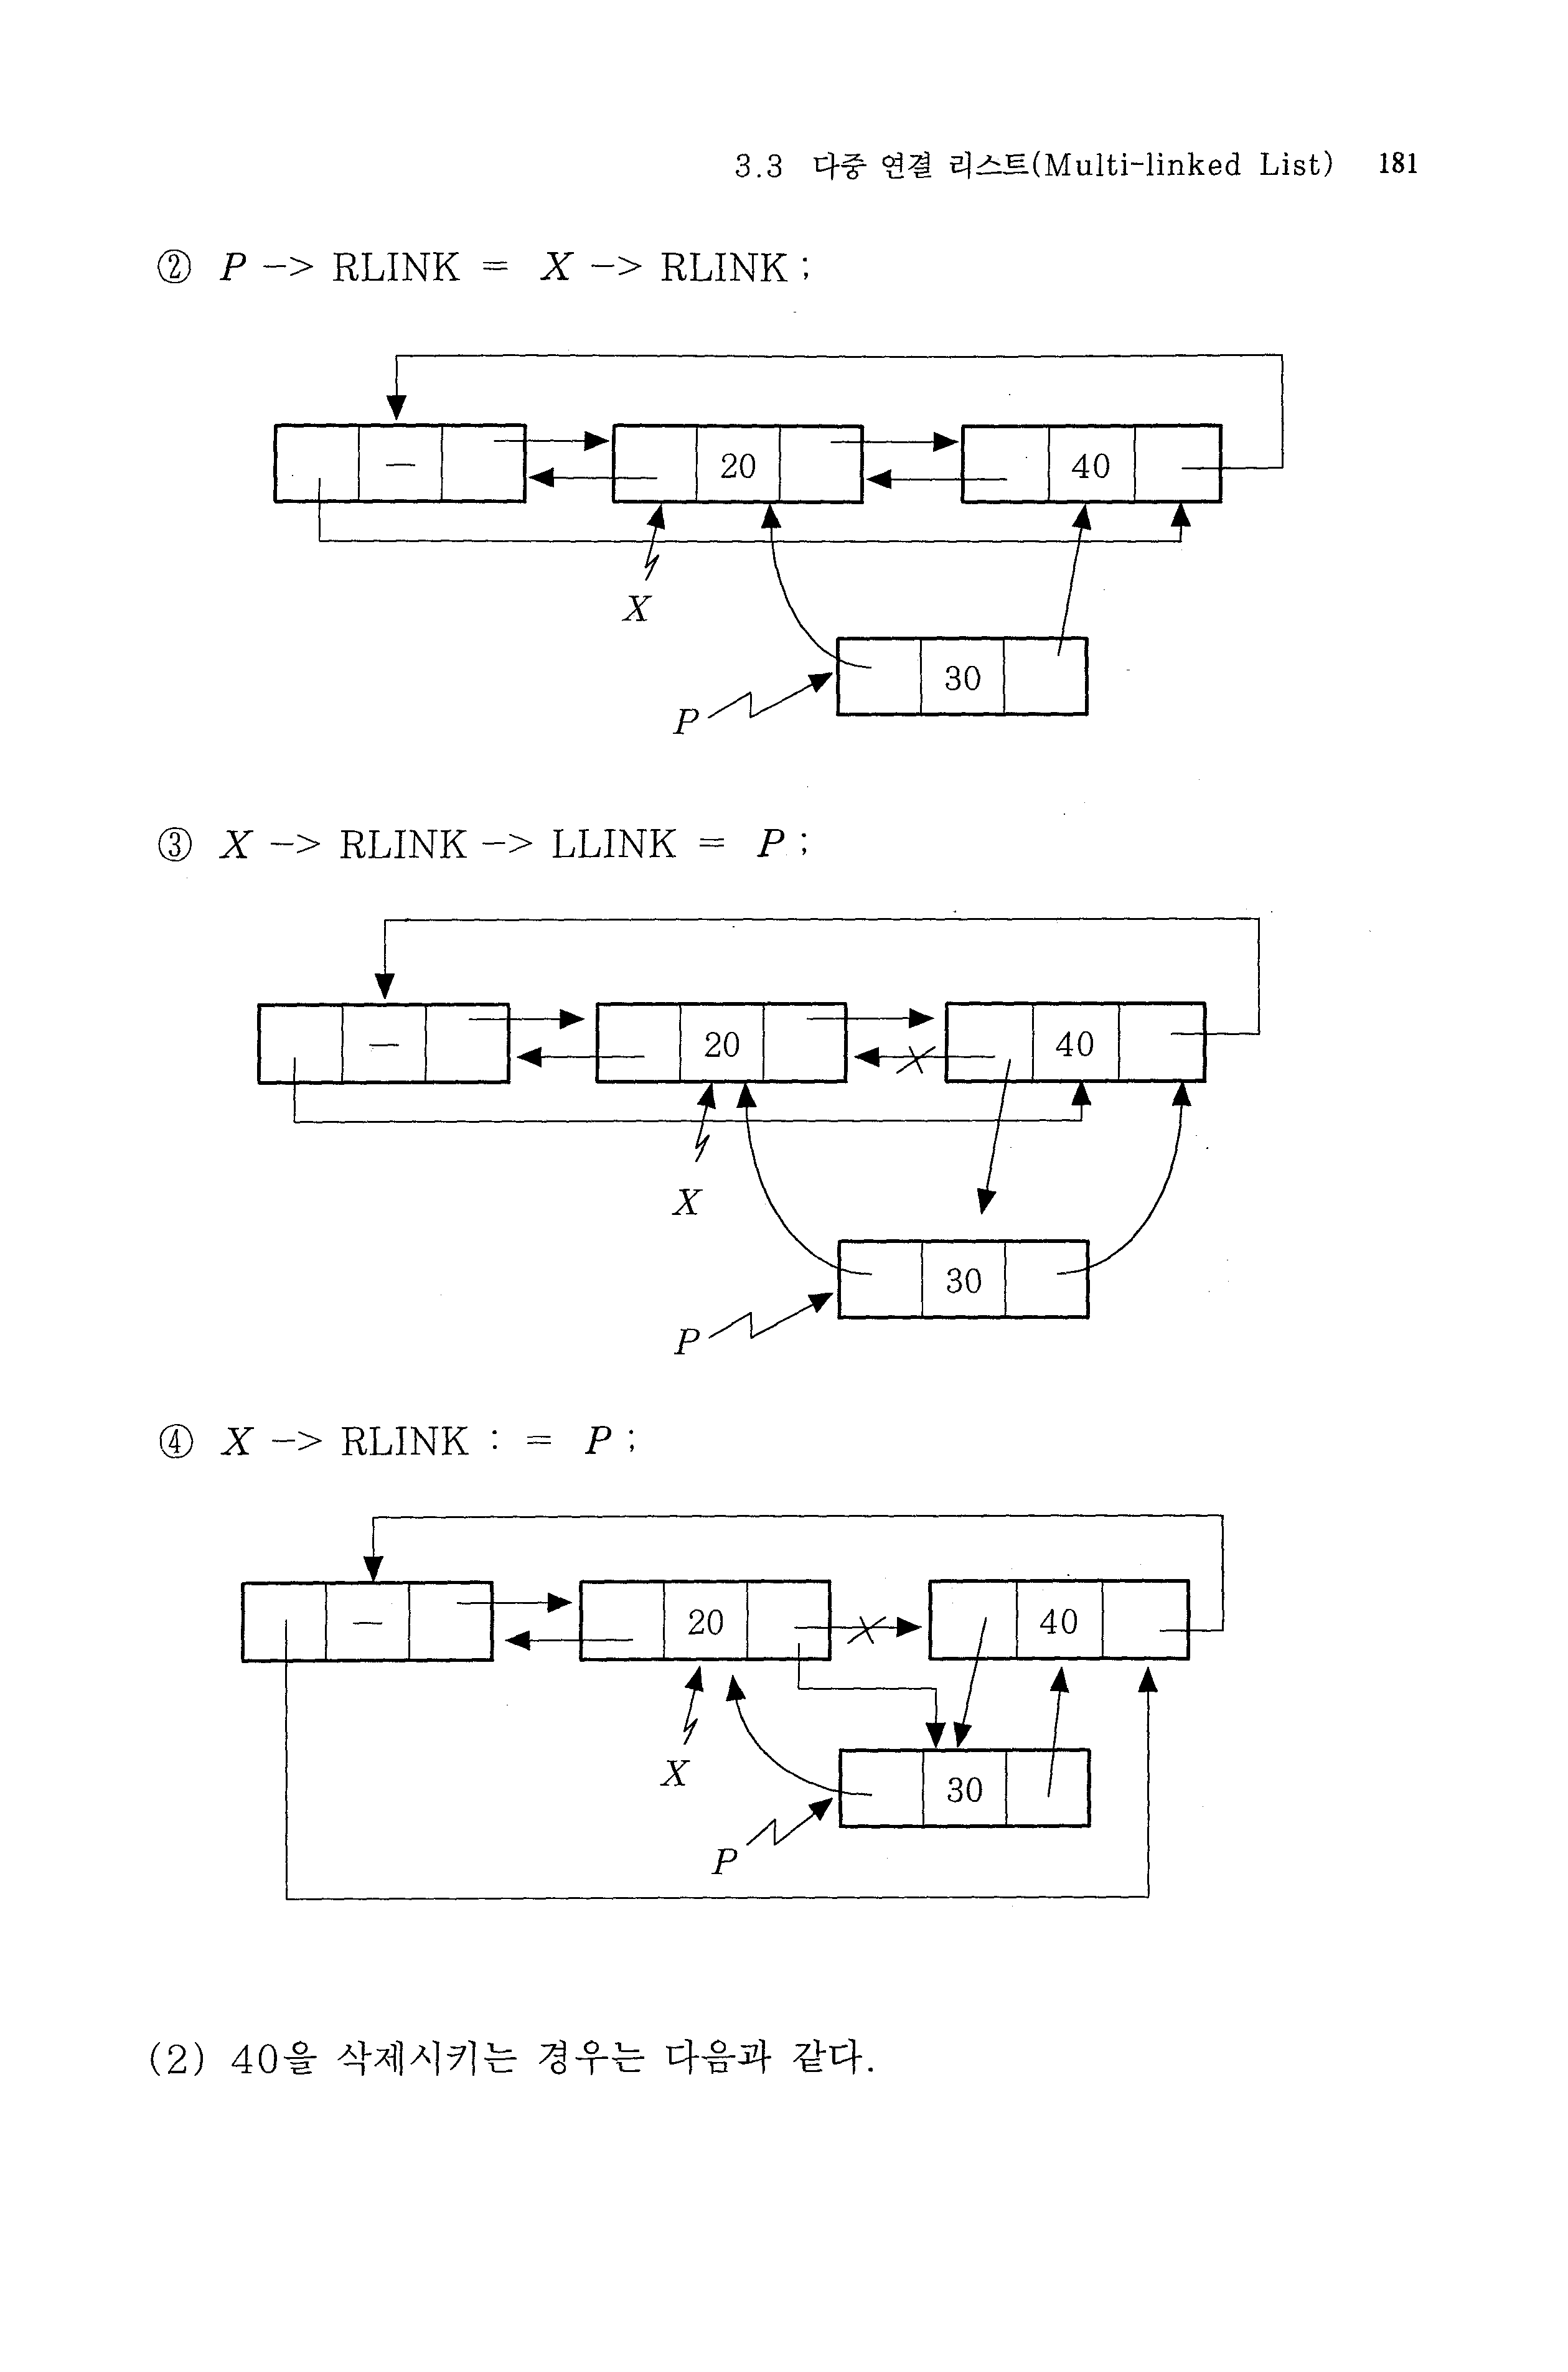 3.3 다중 연결 리스트(Multi-linked List) 181
② P -> RLINK = X -> RLINK ;
— 20 40
X
30
P
③ X -> RLINK -> LLINK = P ;
— 20 40
X
30
P
④ X -> RLINK : = P ;
— 20 40
X
30
P
(2) 40을 삭제시키는 경우는 다음과 같다.